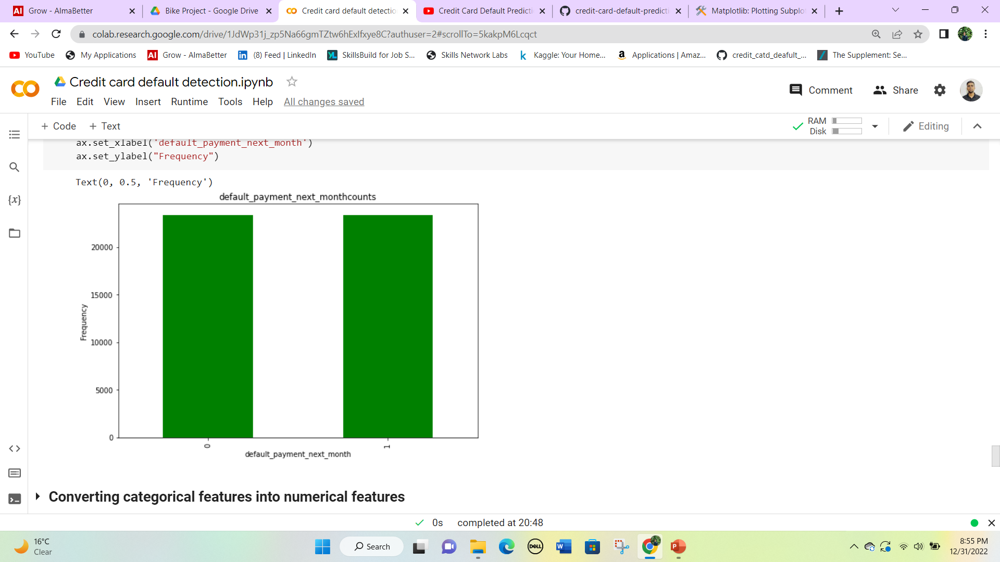 AI Grow - AlmaBetter
Bike Project - Google Drive
Credit card default detectio
Credit Card Default Predicti
credit-card-default-predicti
Matplotlib: Plotting Subplo
colab.research.google.com/drive/1JdWp31j_zp5Na66gmTZtw6hExIfxye8C?authuser=2#scrollTo=5kakpM6Lcqct
YouTube
My Applications
AI Grow - AlmaBetter
in (8) Feed | LinkedIn
SkillsBuild for Job S...
Skills Network Labs
k Kaggle: Your Home...
a Applications | Amaz...
credit_catd_deafult_...
The Supplement: Se...
Credit card default detection.ipynb
File Edit View Insert Runtime Tools Help All changes saved
Comment
Share
+ Code + Text
RAM
Disk
Editing
ax.set_xlabel('default_payment_next_month')
ax.set_ylabel("Frequency")
{x}
Text(0, 0.5, 'Frequency')
default_payment_next_monthcounts
20000
15000
10000
5000
0
Frequency
0 1
default_payment_next_month
Converting categorical features into numerical features
0s completed at 20:48
16°C
Clear
Search
DELL
W
P
8:55 PM
12/31/2022